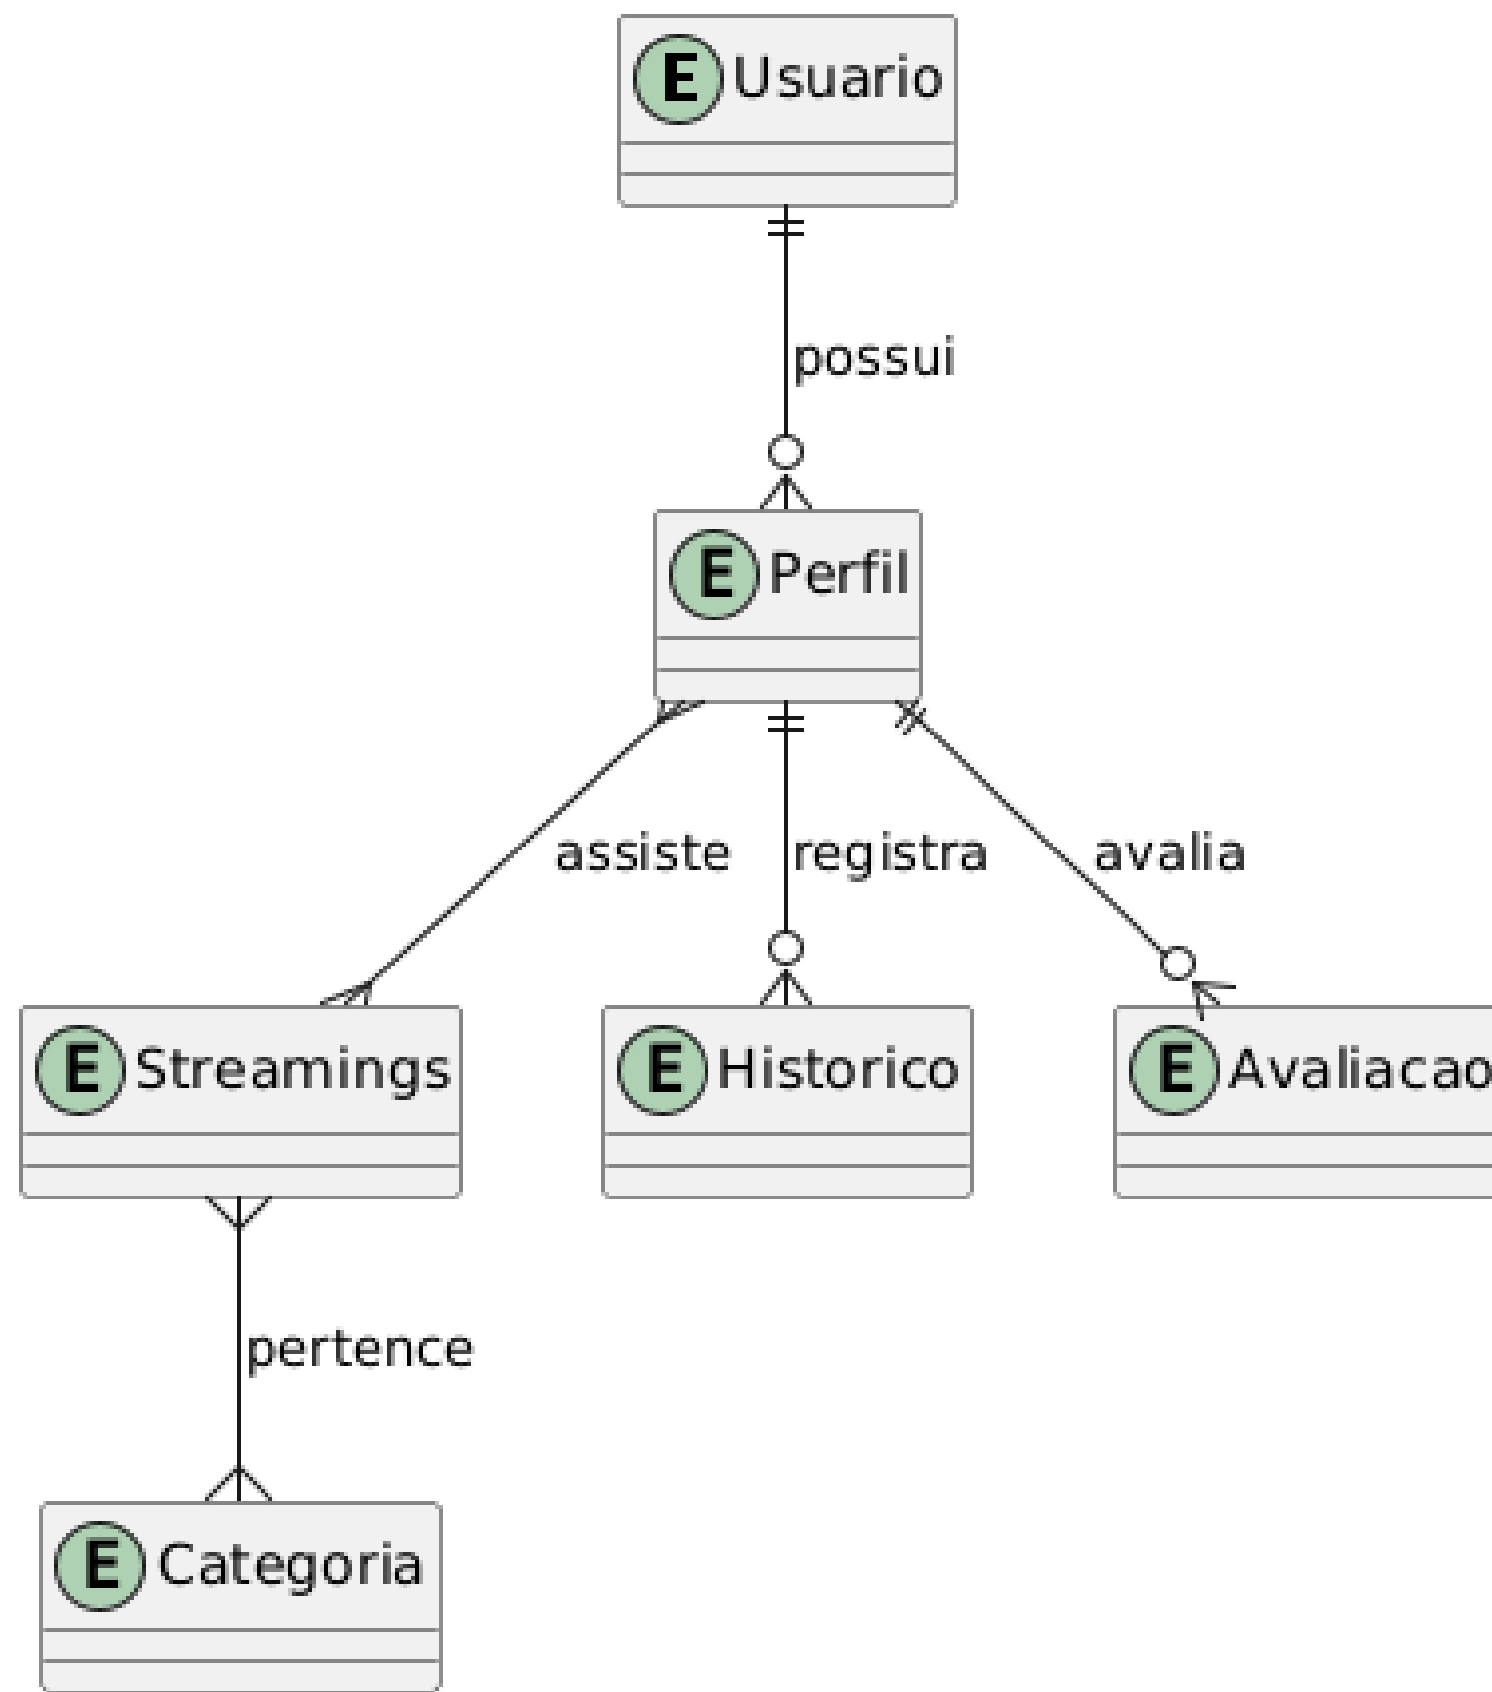 E Usuario
possui
E Perfil
assiste
registra
avalia
E Streamings
E Historico
E Avaliacao
pertence
E Categoria